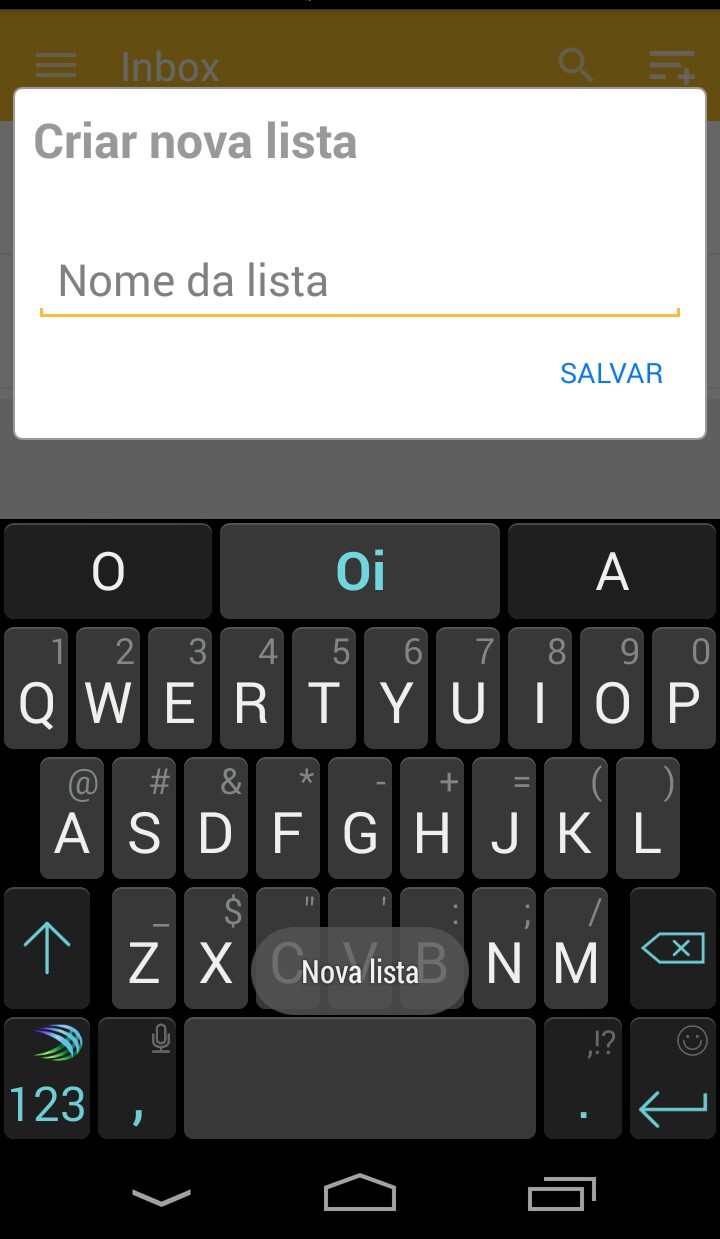 Inbox
Criar nova lista
Nome da lista
SALVAR
O Oi A
1 2 3 4 5 6 7 8 9 0
Q W E R T Y U I O P
@ # & * - + = ( )
A S D F G H J K L
_ $ " ' : ; /
Z X C V B N M
Nova lista
,!?
123 , .